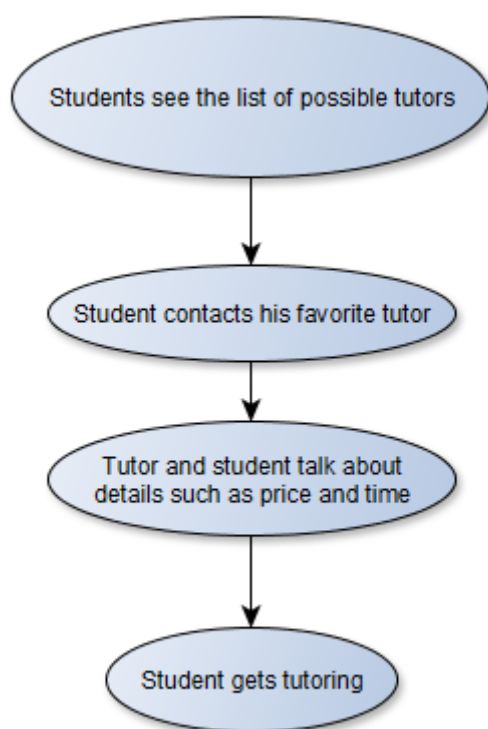 Students see the list of possible tutors
Student contacts his favorite tutor
Tutor and student talk about
details such as price and time
Student gets tutoring